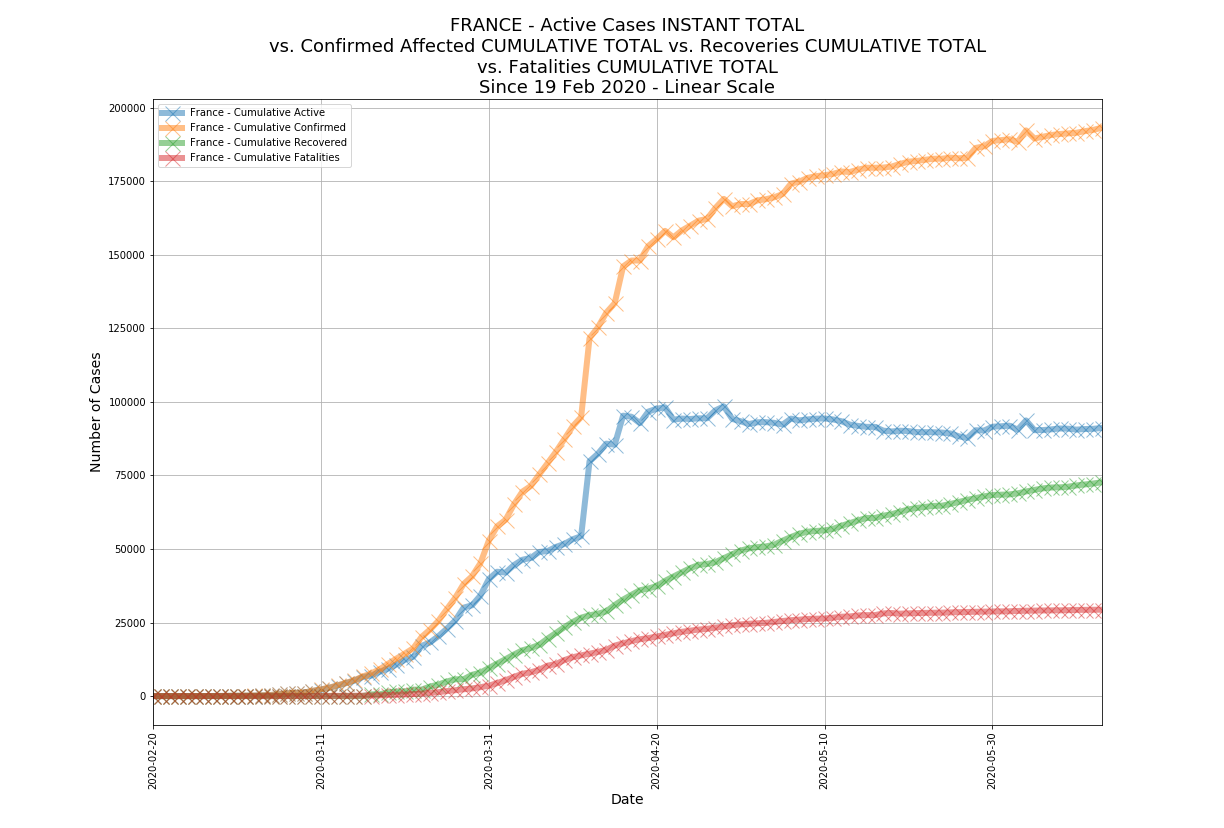 FRANCE - Active Cases INSTANT TOTAL
vs. Confirmed Affected CUMULATIVE TOTAL vs. Recoveries CUMULATIVE TOTAL
vs. Fatalities CUMULATIVE TOTAL
Since 19 Feb 2020 - Linear Scale
France - Cumulative Active
France - Cumulative Confirmed
France - Cumulative Recovered
France - Cumulative Fatalities
Number of Cases
200000
175000
150000
125000
100000
75000
50000
25000
0
2020-02-20
2020-03-11
2020-03-31
2020-04-20
2020-05-10
2020-05-30
Date